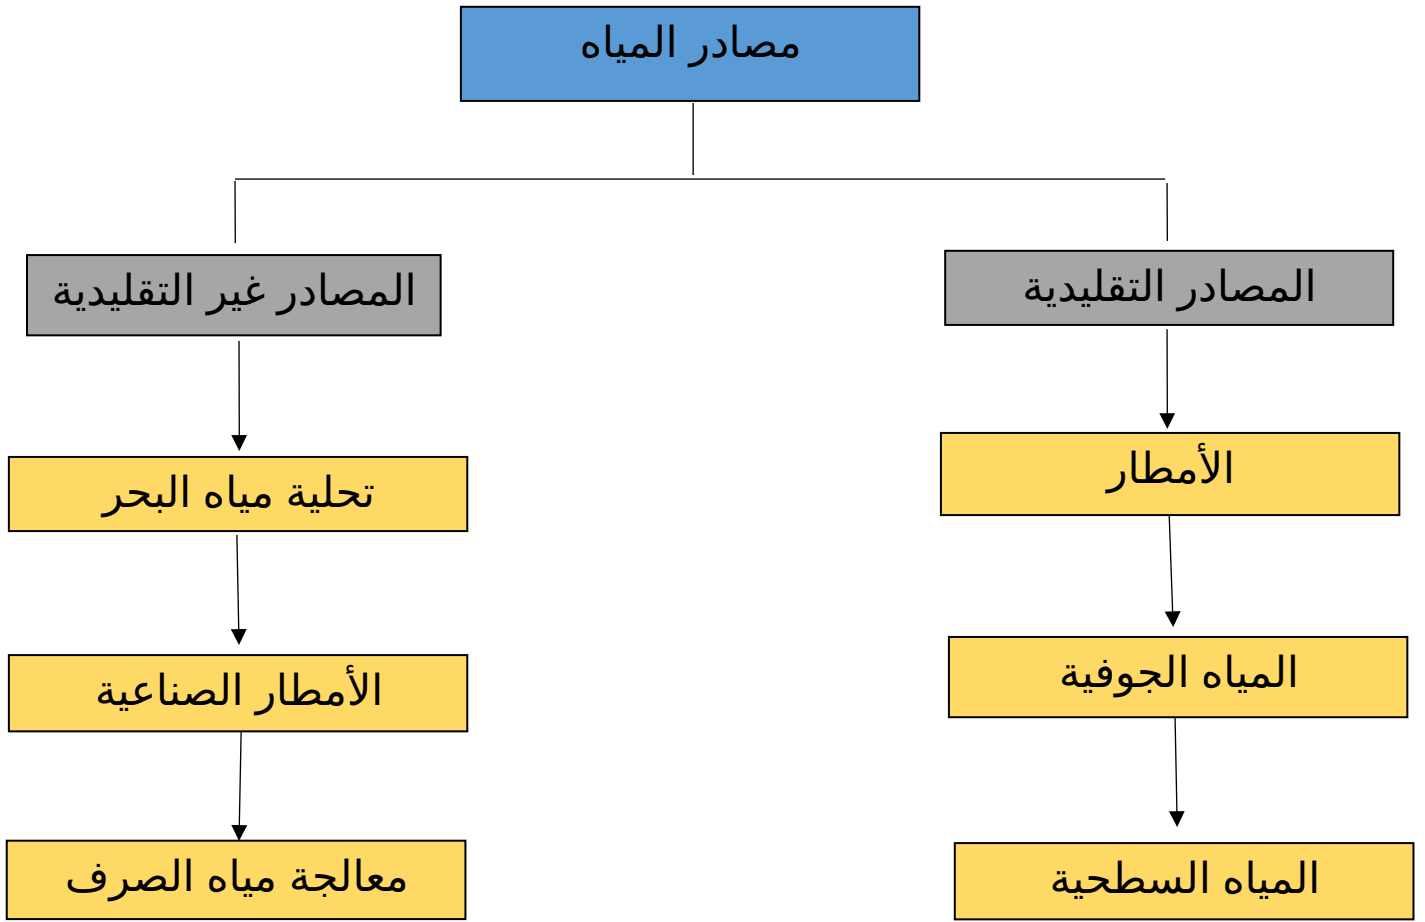 مصادر المياه
المصادر التقليدية
المصادر غير التقليدية
الأمطار
تحلية مياه البحر
المياه الجوفية
الأمطار الصناعية
المياه السطحية
معالجة مياه الصرف